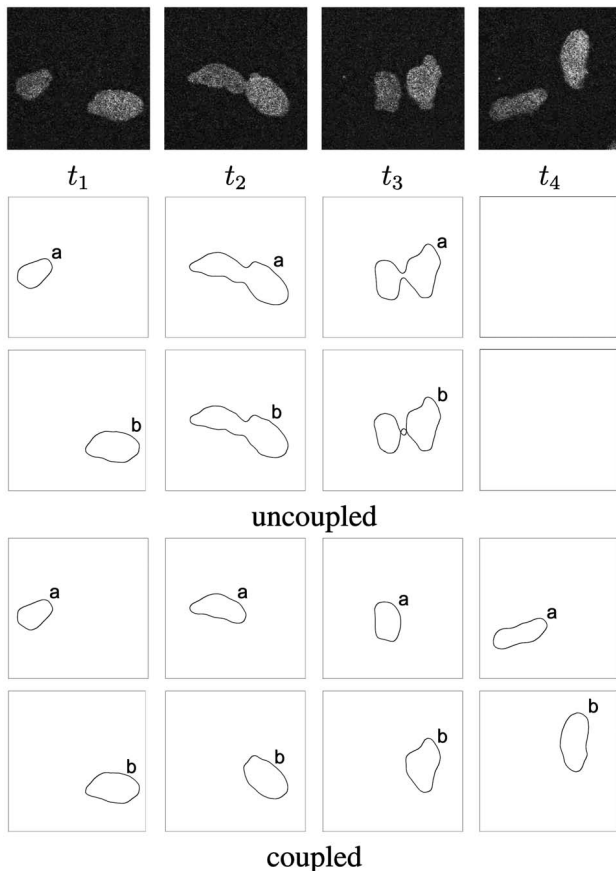 t₁ t₂ t₃ t₄
a a a
b b b
uncoupled
a a a a
b b b b
coupled